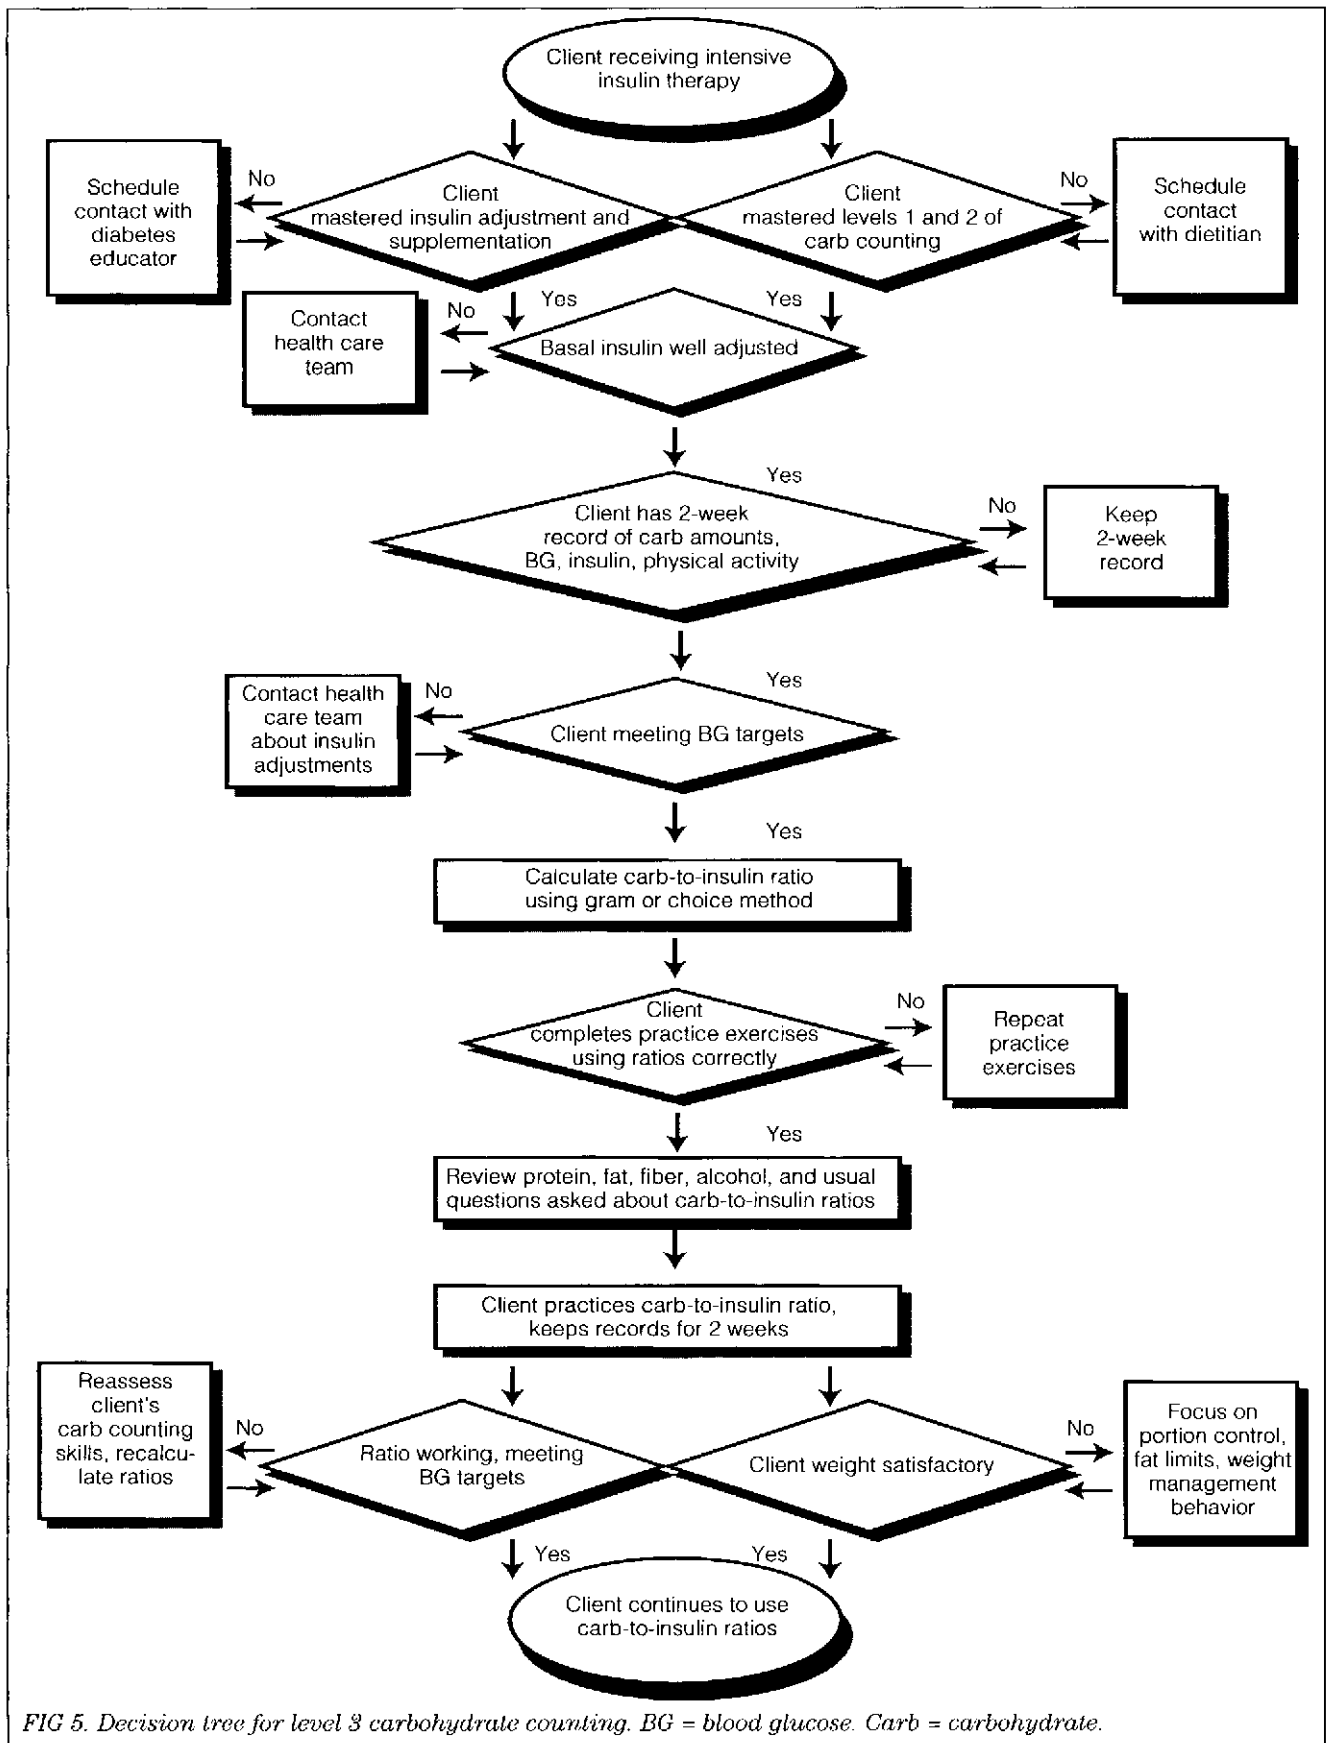 Client receiving intensive
insulin therapy
Schedule
contact with
diabetes
educator
No
Client
mastered insulin adjustment and
supplementation
Client
mastered levels 1 and 2 of
carb counting
No
Schedule
contact
with dietitian
Yes
Yes
Contact
health care
team
No
Basal insulin well adjusted
Yes
Client has 2-week
record of carb amounts,
BG, insulin, physical activity
No
Keep
2-week
record
Yes
Contact health
care team
about insulin
adjustments
No
Client meeting BG targets
Yes
Calculate carb-to-insulin ratio
using gram or choice method
Client
completes practice exercises
using ratios correctly
No
Repeat
practice
exercises
Yes
Review protein, fat, fiber, alcohol, and usual
questions asked about carb-to-insulin ratios
Client practices carb-to-insulin ratio,
keeps records for 2 weeks
Reassess
client's
carb counting
skills, recalcu-
late ratios
No
Ratio working, meeting
BG targets
Client weight satisfactory
No
Focus on
portion control,
fat limits, weight
management
behavior
Yes
Yes
Client continues to use
carb-to-insulin ratios
FIG 5. Decision tree for level 3 carbohydrate counting. BG = blood glucose. Carb = carbohydrate.